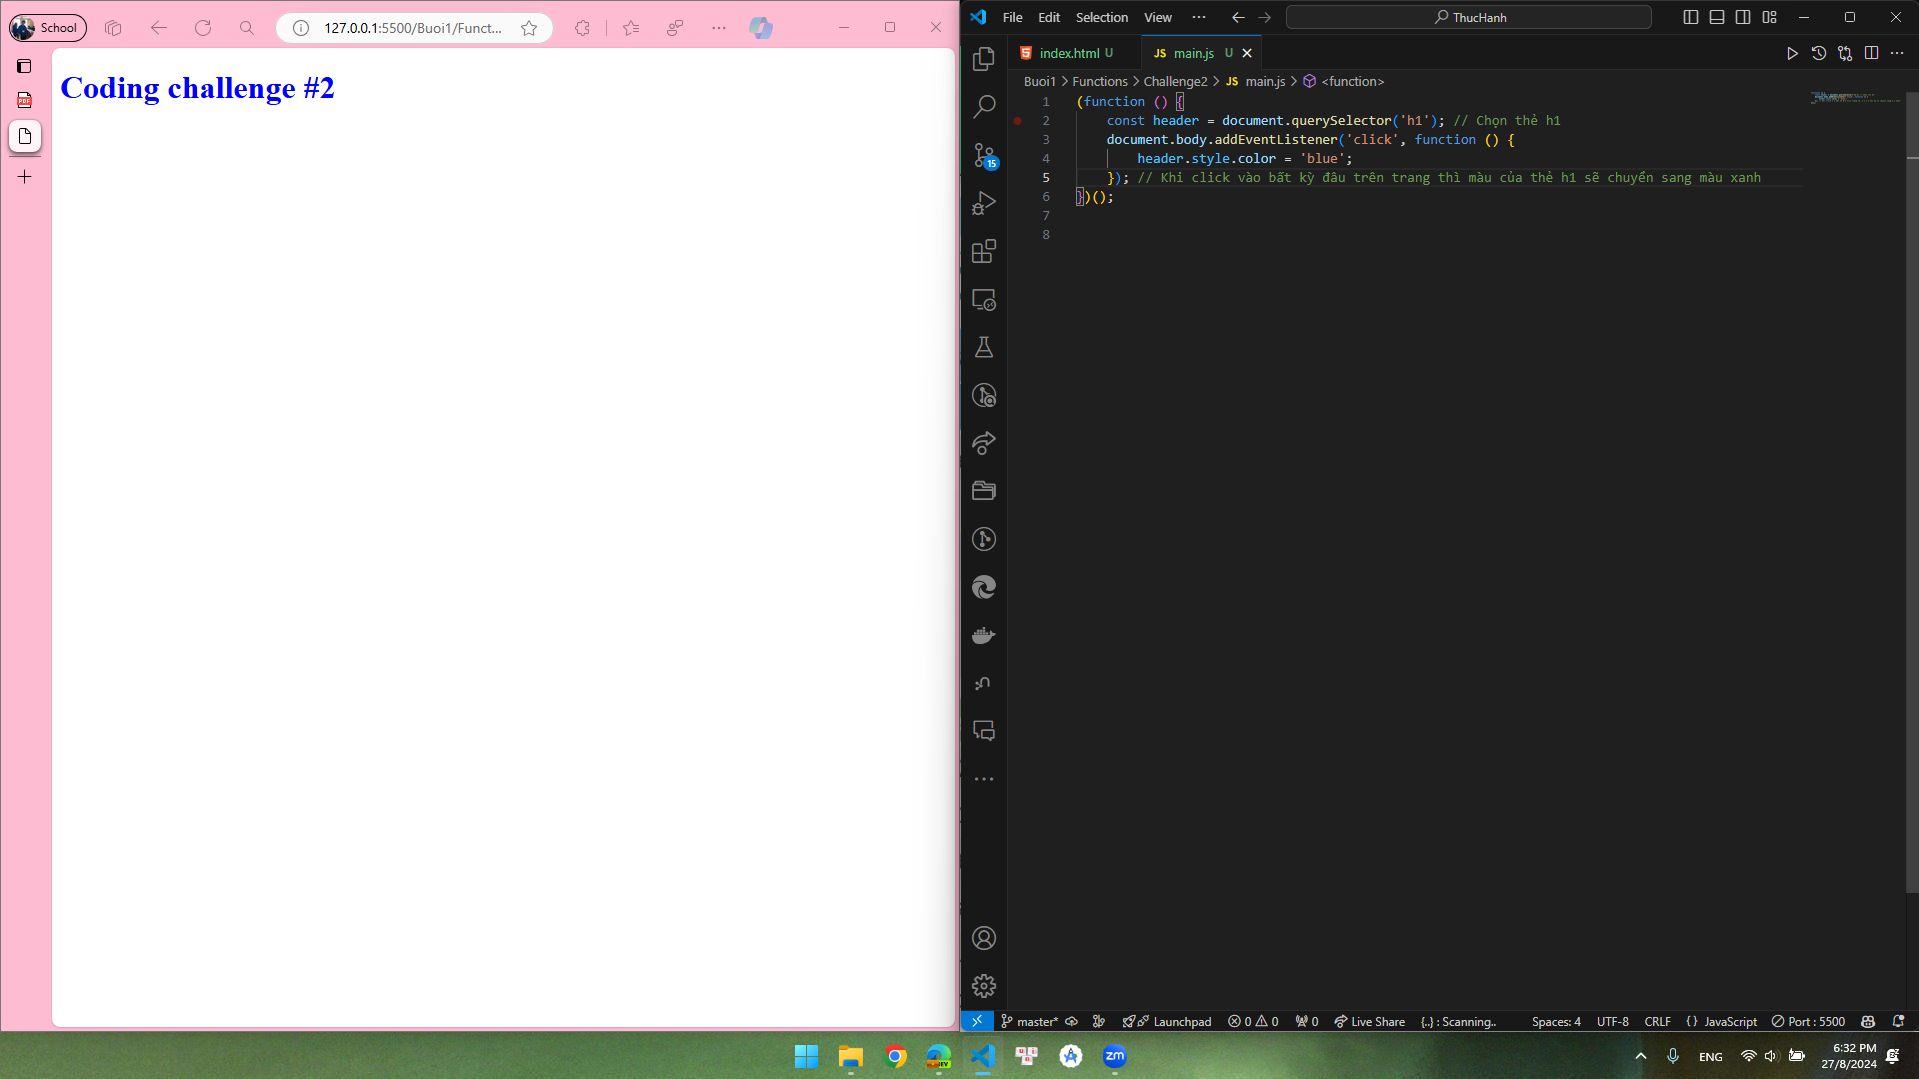 School
127.0.0.1:5500/Buoi1/Funct...
Coding challenge #2
File Edit Selection View
ThucHanh
index.html U
JS main.js U
Buoi1 > Functions > Challenge2 > JS main.js > <function>
1 (function () {
2 const header = document.querySelector('h1'); // Chọn thẻ h1
3 document.body.addEventListener('click', function () {
4 header.style.color = 'blue';
5 }); // Khi click vào bất kỳ đâu trên trang thì màu của thẻ h1 sẽ chuyển sang màu xanh
6 })();
7
8
15
master* Launchpad 0 0 0 Live Share {..} : Scanning.. Spaces: 4 UTF-8 CRLF {} JavaScript Port : 5500
zm
ENG
6:32 PM
27/8/2024